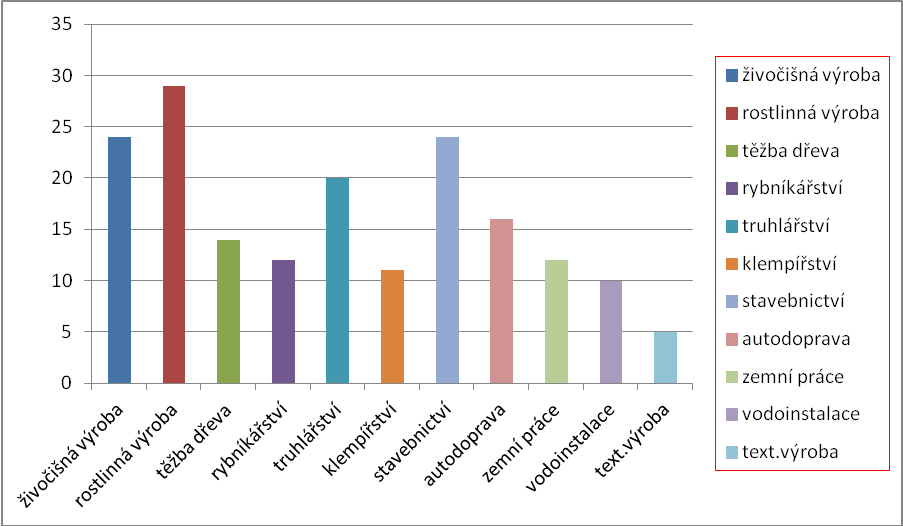 35
30
25
20
15
10
5
0
živočišná výroba
rostlinná výroba
těžba dřeva
rybníkářství
truhlářství
klempířství
stavebnictví
autodoprava
zemní práce
vodoinstalace
text.výroba
živočišná výroba
rostlinná výroba
těžba dřeva
rybníkářství
truhlářství
klempířství
stavebnictví
autodoprava
zemní práce
vodoinstalace
text.výroba